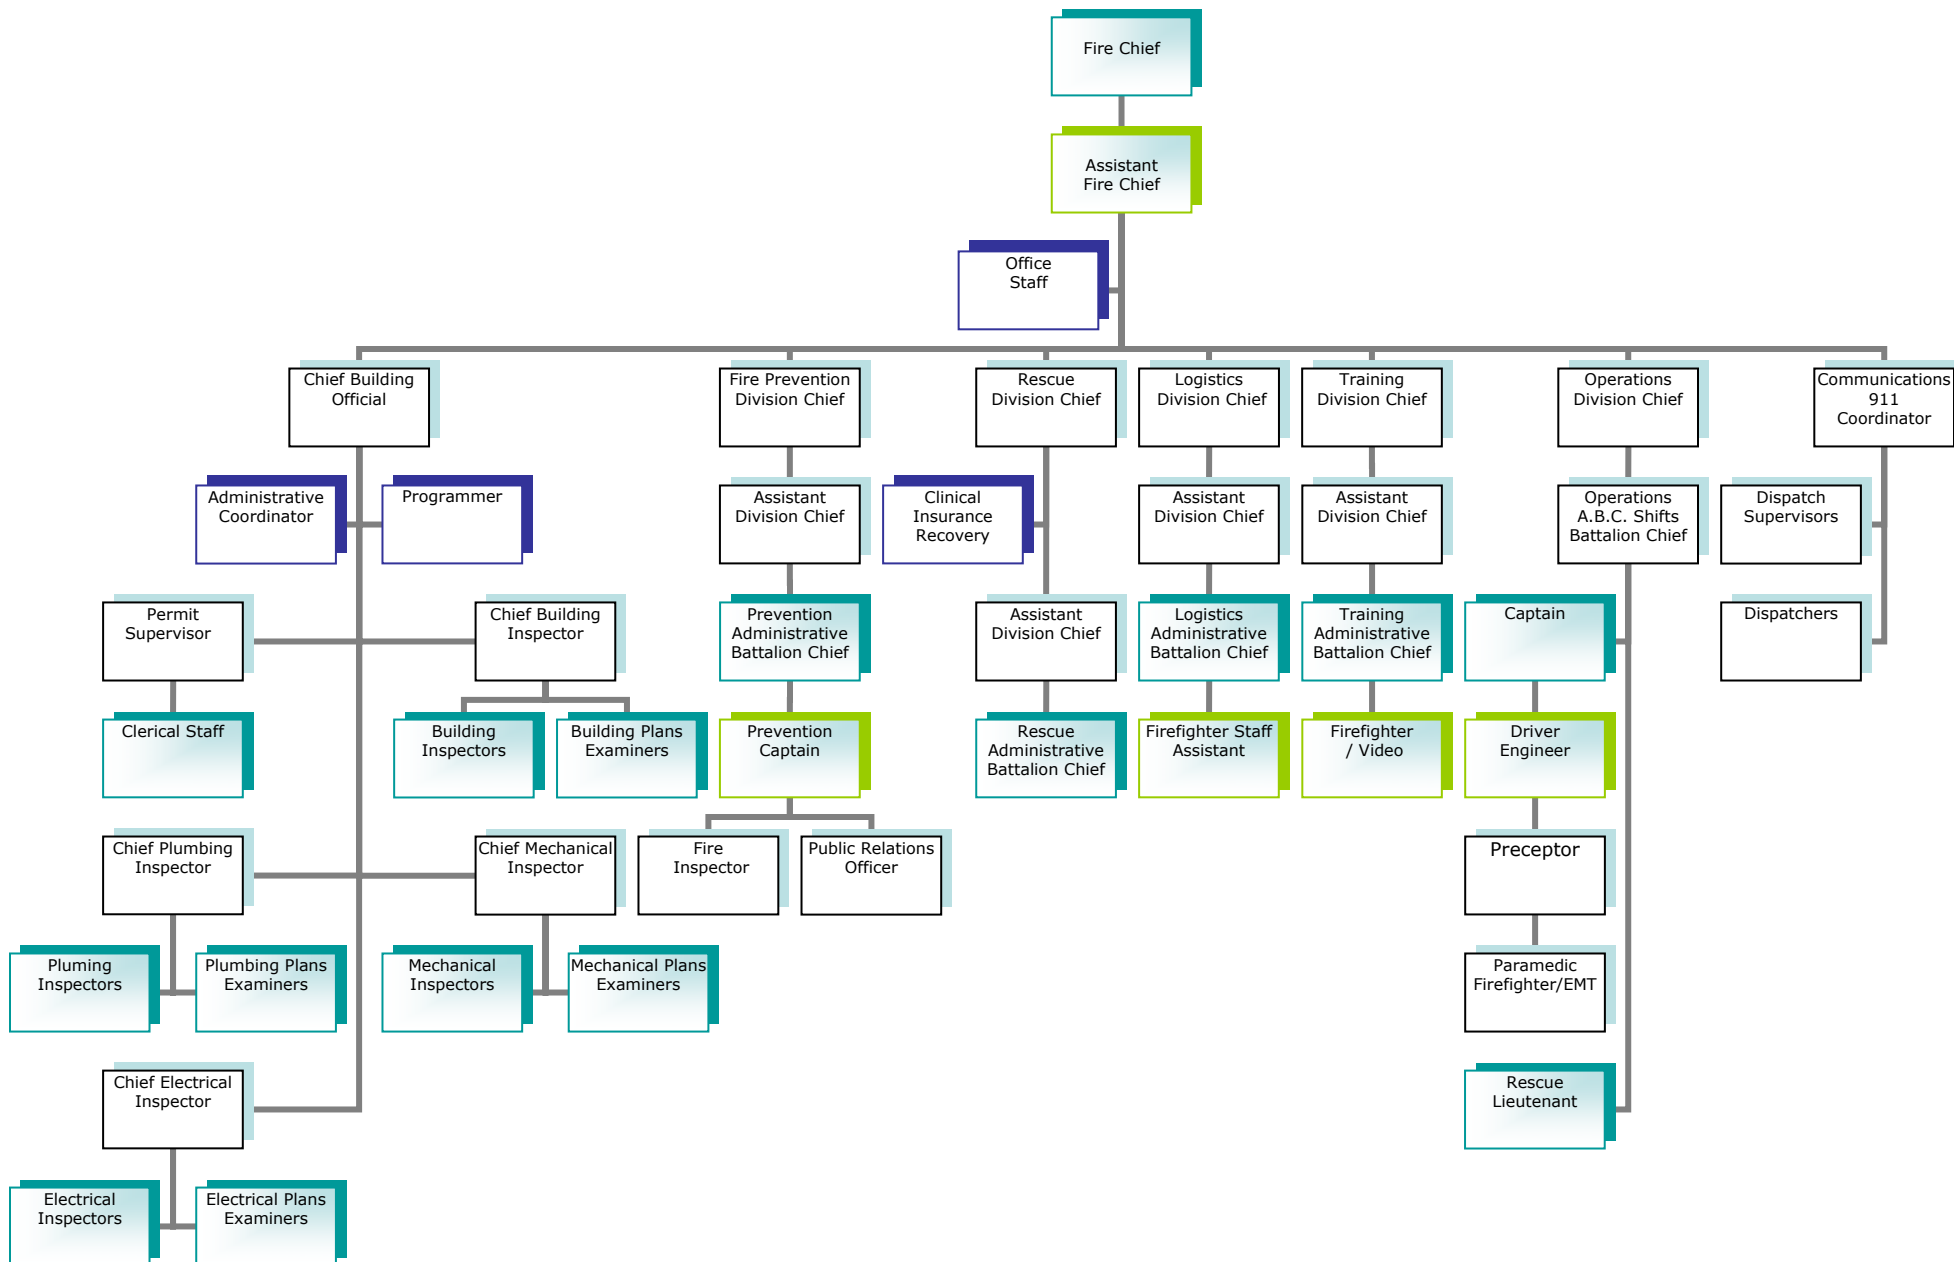 Fire Chief
Assistant
Fire Chief
Office
Staff
Chief Building
Official
Fire Prevention
Division Chief
Rescue
Division Chief
Logistics
Division Chief
Training
Division Chief
Operations
Division Chief
Communications
911
Coordinator
Administrative
Coordinator
Programmer
Assistant
Division Chief
Clinical
Insurance
Recovery
Assistant
Division Chief
Assistant
Division Chief
Operations
A.B.C. Shifts
Battalion Chief
Dispatch
Supervisors
Permit
Supervisor
Chief Building
Inspector
Prevention
Administrative
Battalion Chief
Assistant
Division Chief
Logistics
Administrative
Battalion Chief
Training
Administrative
Battalion Chief
Captain
Dispatchers
Clerical Staff
Building
Inspectors
Building Plans
Examiners
Prevention
Captain
Rescue
Administrative
Battalion Chief
Firefighter Staff
Assistant
Firefighter
/ Video
Driver
Engineer
Chief Plumbing
Inspector
Chief Mechanical
Inspector
Fire
Inspector
Public Relations
Officer
Preceptor
Pluming
Inspectors
Plumbing Plans
Examiners
Mechanical
Inspectors
Mechanical Plans
Examiners
Paramedic
Firefighter/EMT
Chief Electrical
Inspector
Rescue
Lieutenant
Electrical
Inspectors
Electrical Plans
Examiners